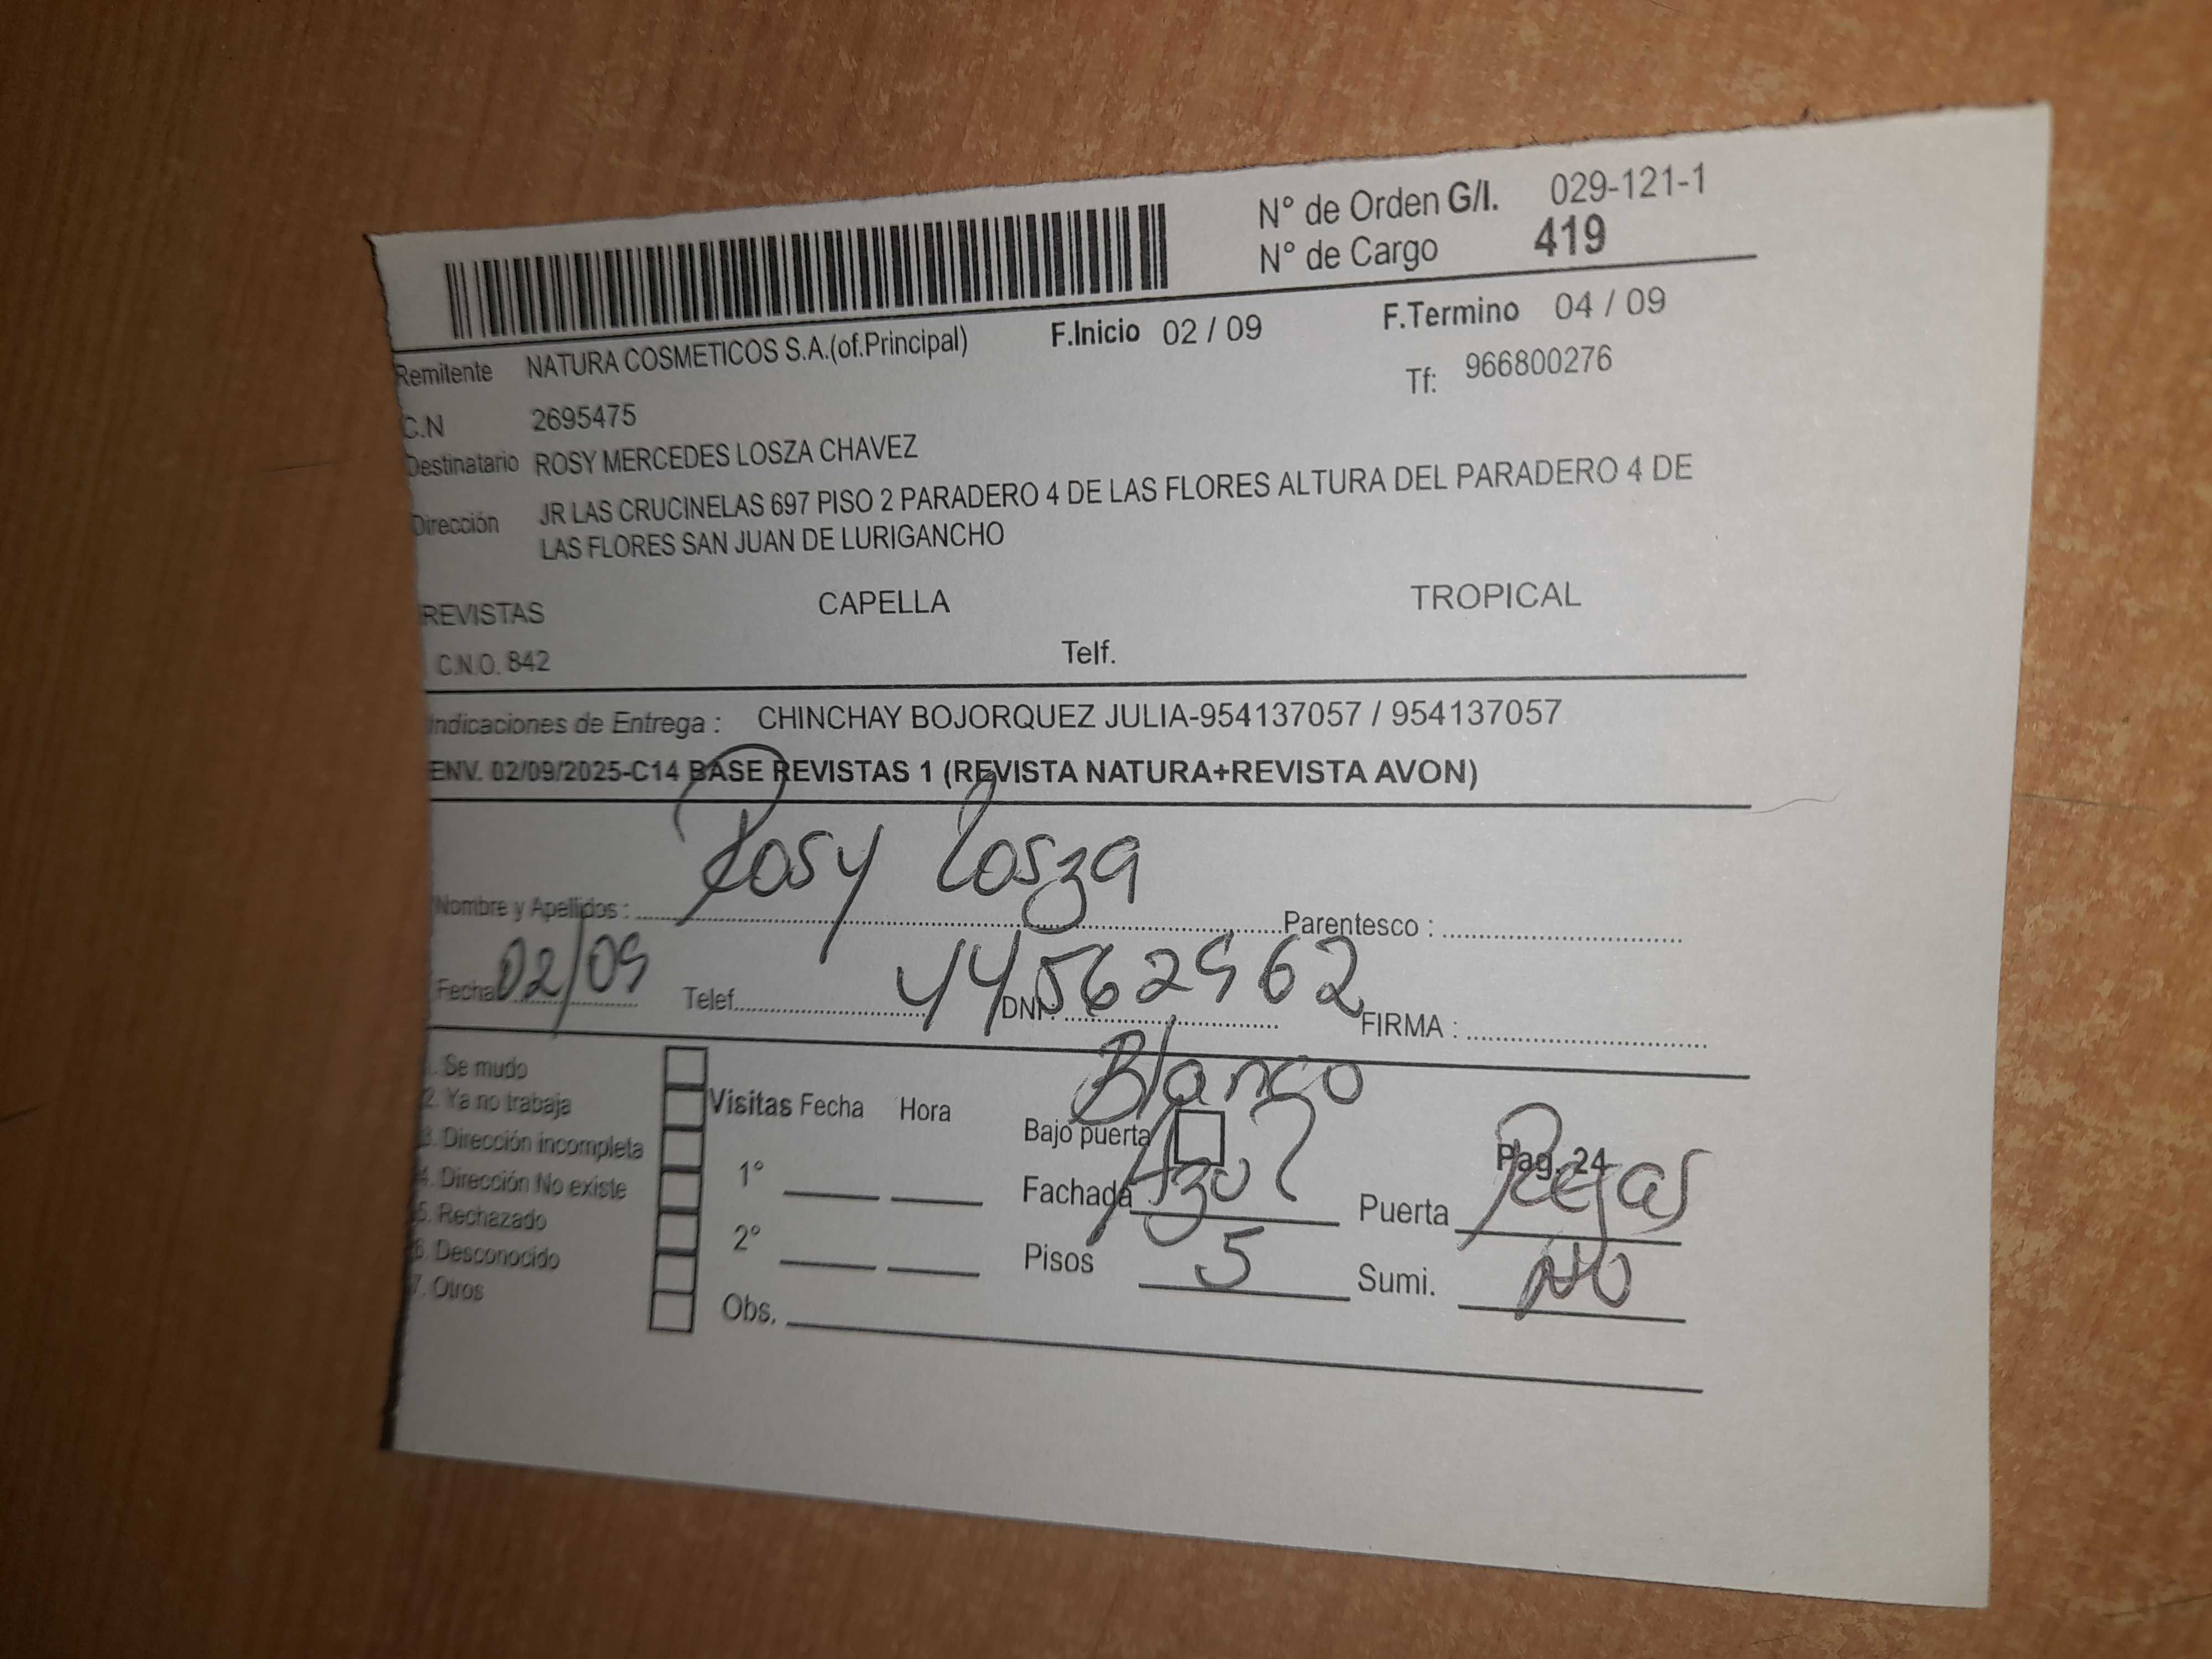 N° de Orden G/I. 029-121-1
N° de Cargo 419
Remitente NATURA COSMETICOS S.A.(of.Principal) F.Inicio 02 / 09 F.Termino 04 / 09
C.N 2695475 Tf: 966800276
Destinatario ROSY MERCEDES LOSZA CHAVEZ
Dirección JR LAS CRUCINELAS 697 PISO 2 PARADERO 4 DE LAS FLORES ALTURA DEL PARADERO 4 DE
LAS FLORES SAN JUAN DE LURIGANCHO
REVISTAS CAPELLA TROPICAL
C.N.O. 842 Telf.
Indicaciones de Entrega : CHINCHAY BOJORQUEZ JULIA-954137057 / 954137057
ENV. 02/09/2025-C14 BASE REVISTAS 1 (REVISTA NATURA+REVISTA AVON)
Nombre y Apellidos : Rosy Losza Parentesco :
Fecha 02/09 Telef. DNI: 44562962 FIRMA :
Blanco
1. Se mudo
2. Ya no trabaja Visitas Fecha Hora Bajo puerta Pag. 24
3. Dirección incompleta
4. Dirección No existe 1° Fachada Azul Puerta Rejas
5. Rechazado
6. Desconocido 2° Pisos 5 Sumi. NO
7. Otros Obs.